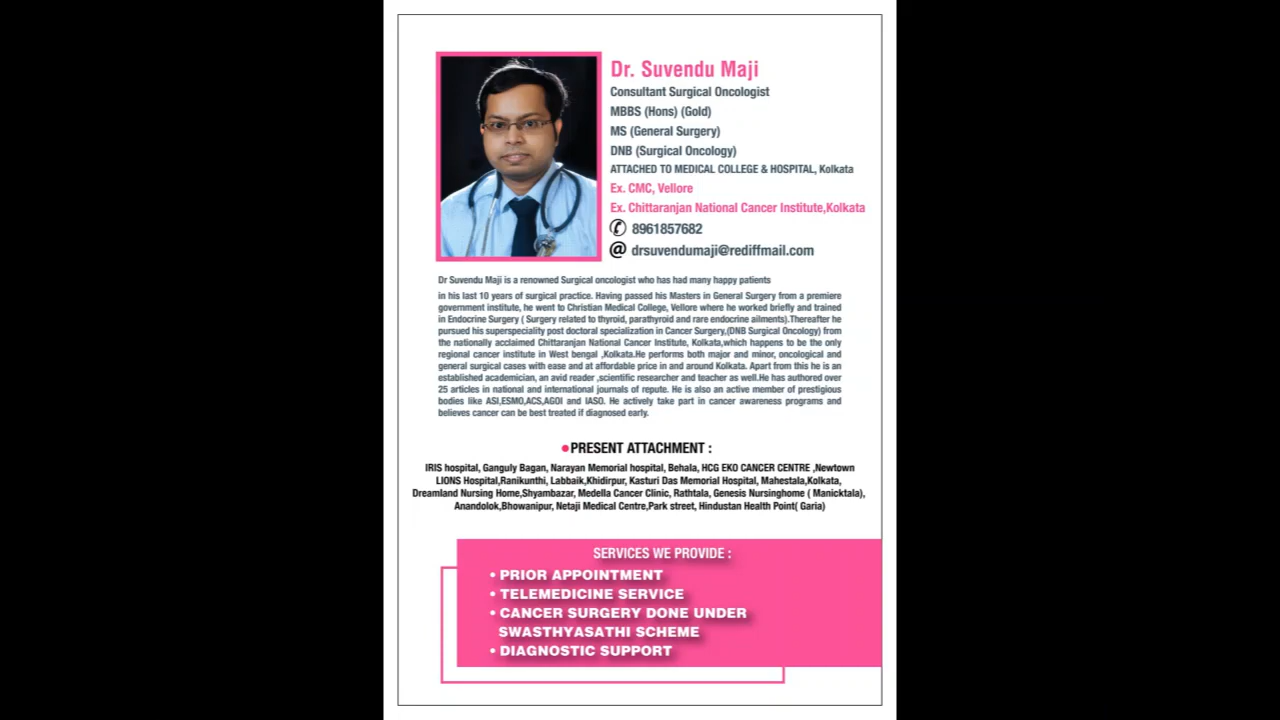 Dr. Suvendu Maji
Consultant Surgical Oncologist
MBBS (Hons) (Gold)
MS (General Surgery)
DNB (Surgical Oncology)
ATTACHED TO MEDICAL COLLEGE & HOSPITAL, Kolkata
Ex. CMC, Vellore
Ex. Chittaranjan National Cancer Institute,Kolkata
8961857682
@ drsuvendumaji@rediffmail.com
Dr Suvendu Maji is a renowned Surgical oncologist who has had many happy patients
in his last 10 years of surgical practice. Having passed his Masters in General Surgery from a premiere
government institute, he went to Christian Medical College, Vellore where he worked briefly and trained
in Endocrine Surgery ( Surgery related to thyroid, parathyroid and rare endocrine ailments).Thereafter he
pursued his superspeciality post doctoral specialization in Cancer Surgery,(DNB Surgical Oncology) from
the nationally acclaimed Chittaranjan National Cancer Institute, Kolkata,which happens to be the only
regional cancer institute in West bengal ,Kolkata.He performs both major and minor, oncological and
general surgical cases with ease and at affordable price in and around Kolkata. Apart from this he is an
established academician, an avid reader ,scientific researcher and teacher as well.He has authored over
25 articles in national and international journals of repute. He is also an active member of prestigious
bodies like ASI,ESMO,ACS,AGOI and IASO. He actively take part in cancer awareness programs and
believes cancer can be best treated if diagnosed early.
•PRESENT ATTACHMENT :
IRIS hospital, Ganguly Bagan, Narayan Memorial hospital, Behala, HCG EKO CANCER CENTRE ,Newtown
LIONS Hospital,Ranikunthi, Labbaik,Khidirpur, Kasturi Das Memorial Hospital, Mahestala,Kolkata,
Dreamland Nursing Home,Shyambazar, Medella Cancer Clinic, Rathtala, Genesis Nursinghome ( Manicktala),
Anandolok,Bhowanipur, Netaji Medical Centre,Park street, Hindustan Health Point( Garia)
SERVICES WE PROVIDE :
• PRIOR APPOINTMENT
• TELEMEDICINE SERVICE
• CANCER SURGERY DONE UNDER
SWASTHYASATHI SCHEME
• DIAGNOSTIC SUPPORT